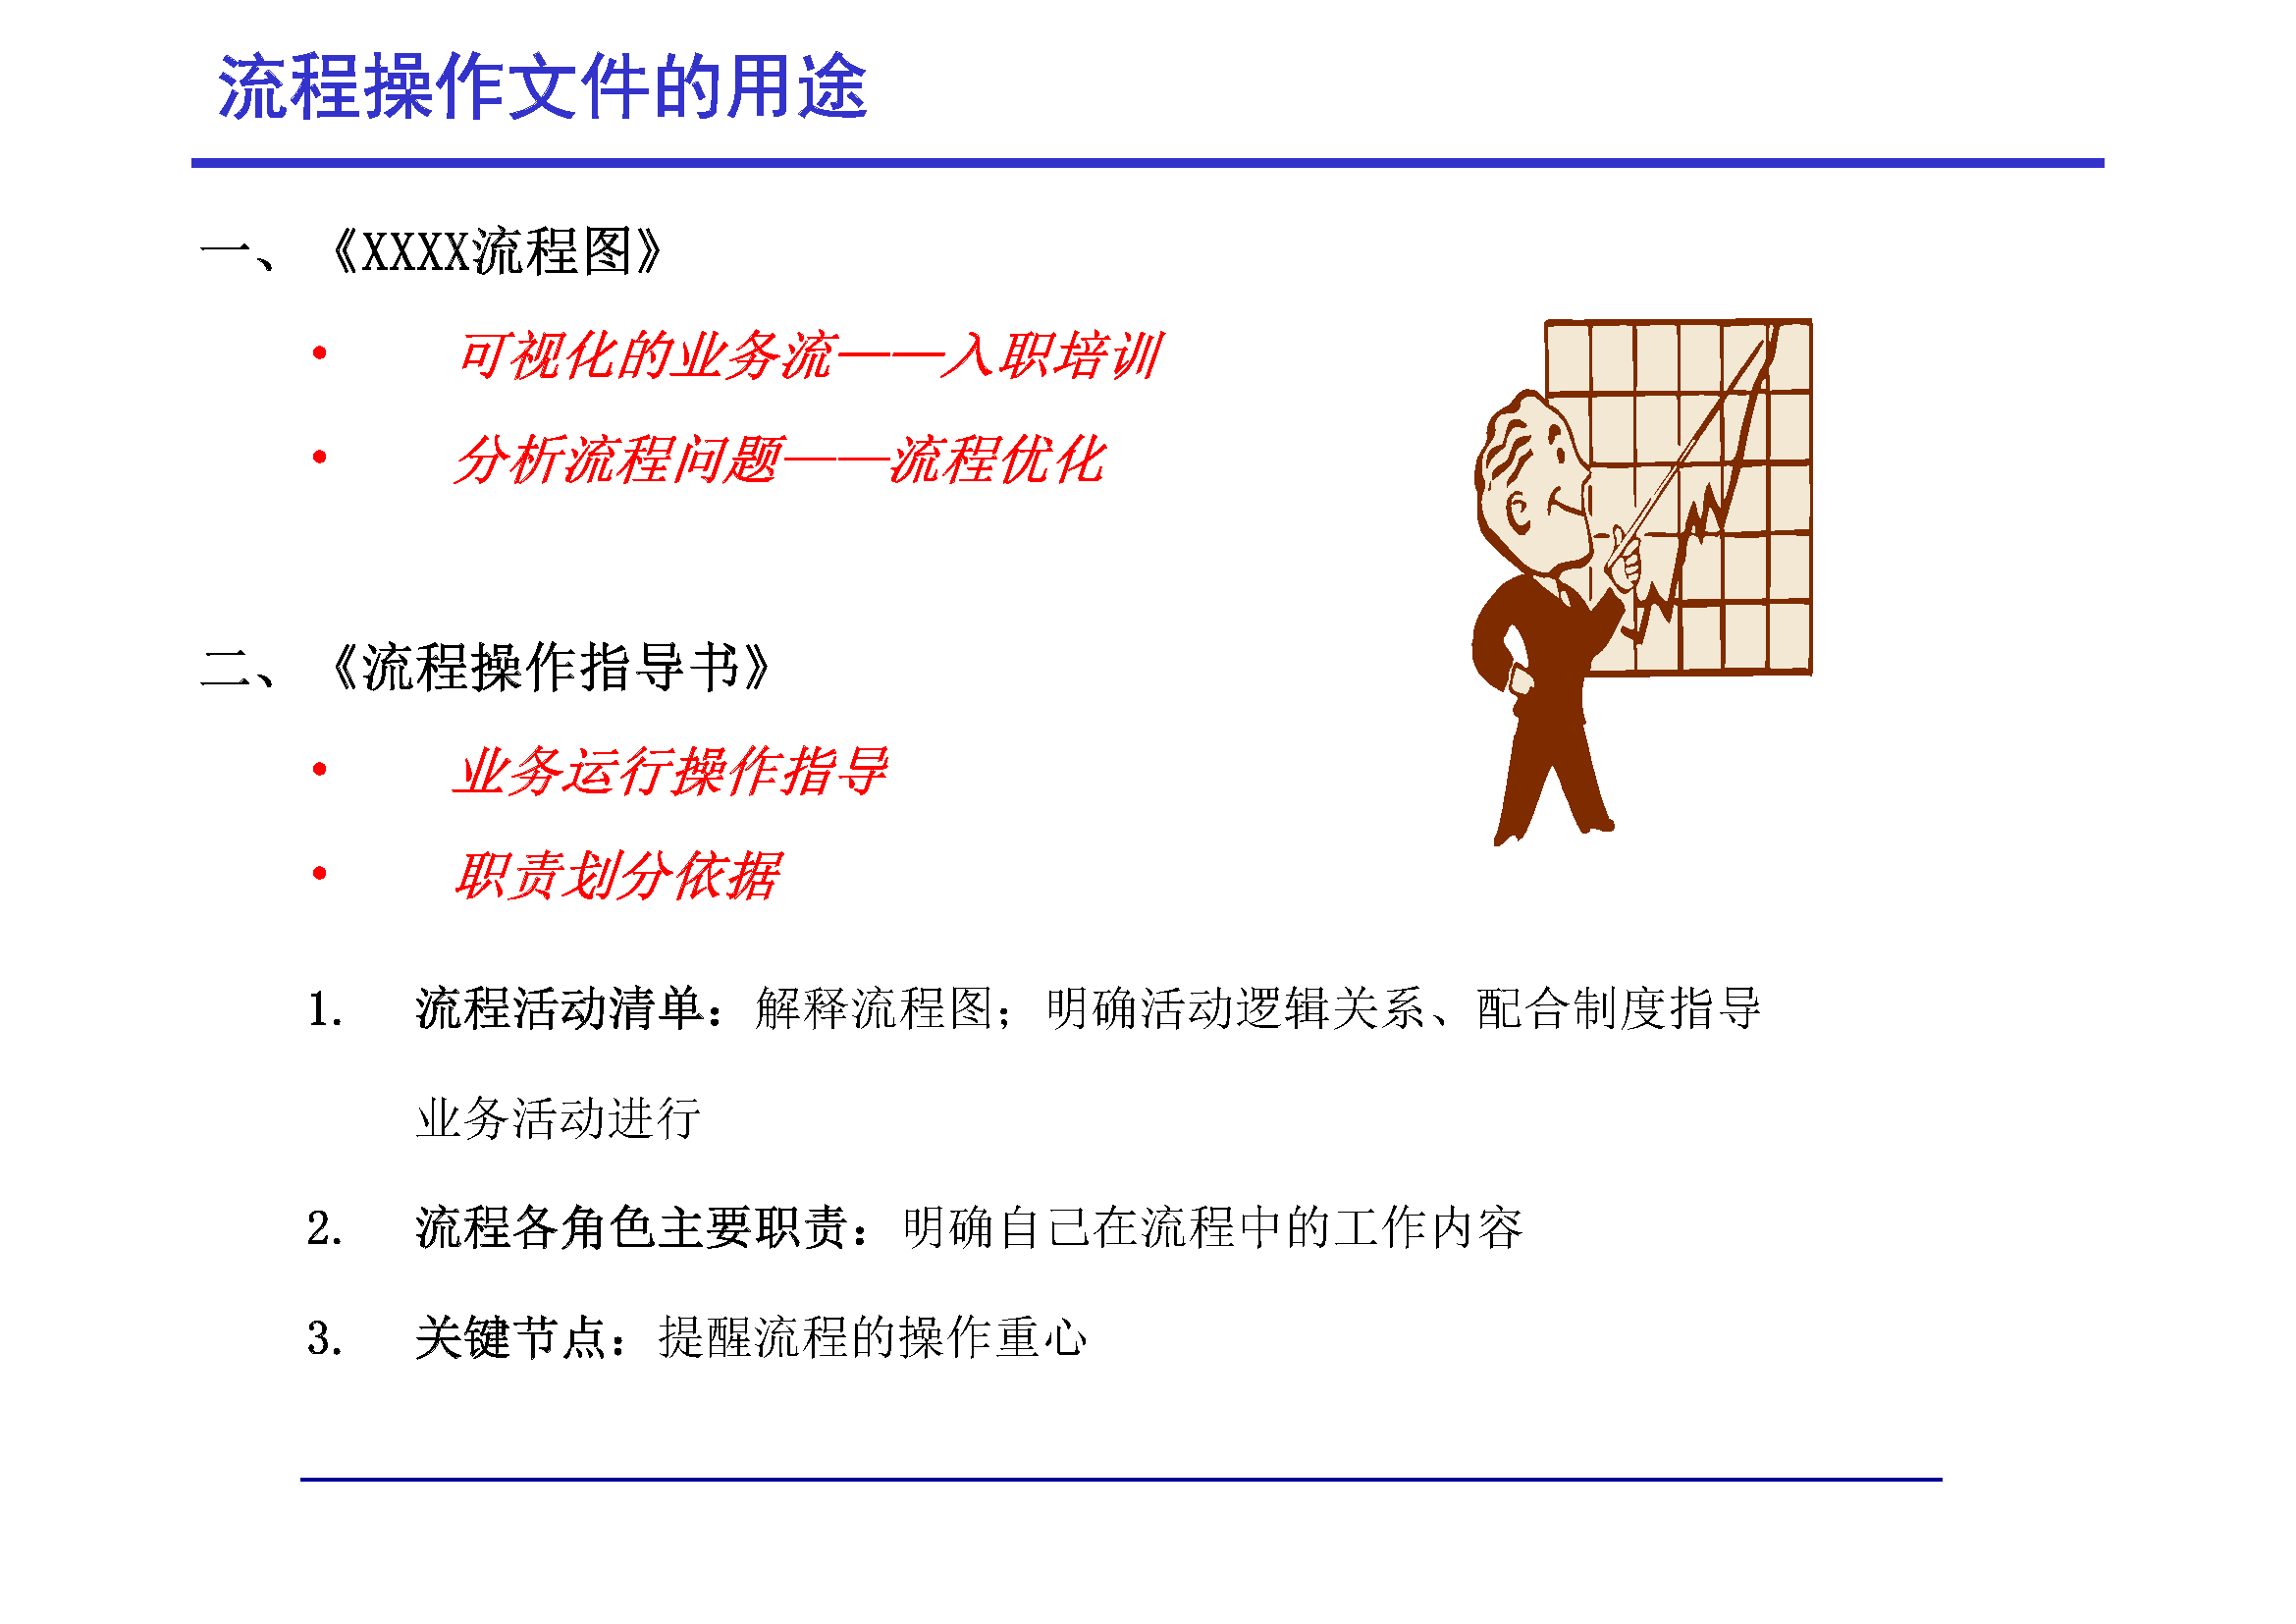 流程操作文件的用途
一、《XXXX流程图》
• 可视化的业务流——入职培训
• 分析流程问题——流程优化
二、《流程操作指导书》
• 业务运行操作指导
• 职责划分依据
1. 流程活动清单：解释流程图；明确活动逻辑关系、配合制度指导
业务活动进行
2. 流程各角色主要职责：明确自己在流程中的工作内容
3. 关键节点：提醒流程的操作重心